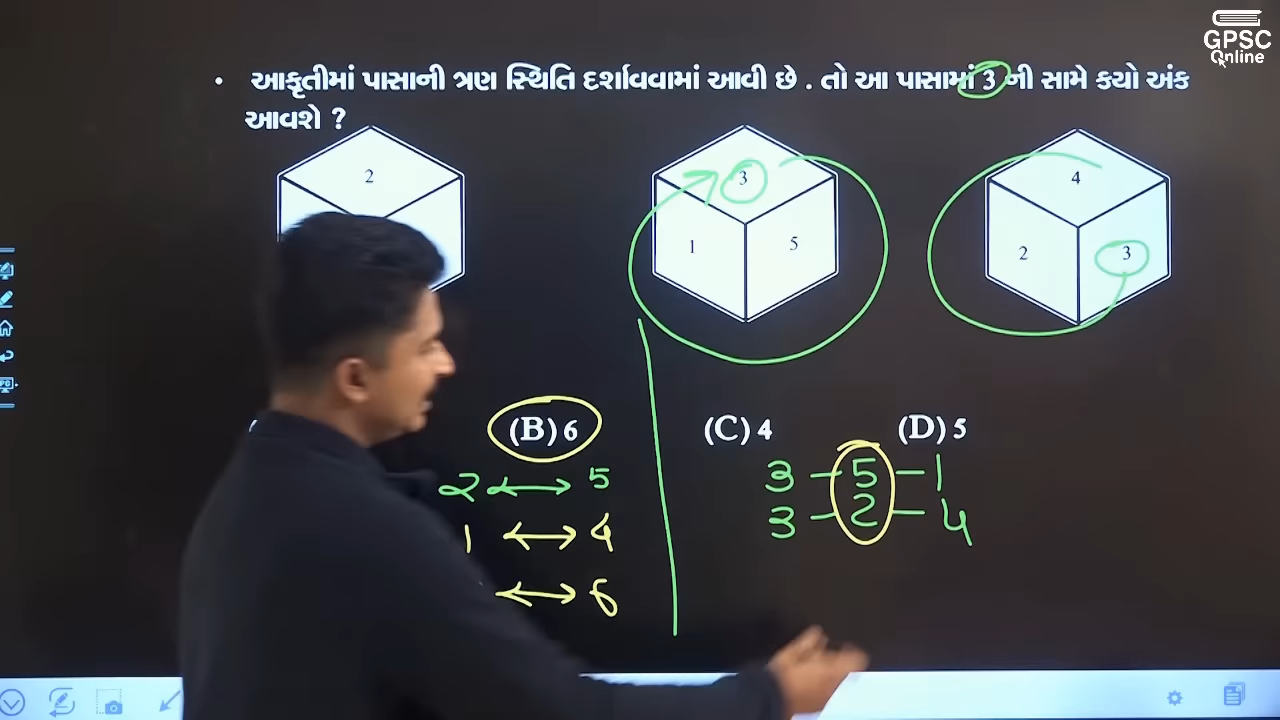 GPSC
Online
• આકૃતીમાં પાસાની ત્રણ સ્થિતિ દર્શાવવામાં આવી છે . તો આ પાસામાં 3 ની સામે કયો અંક
આવશે ?
2
3
1
5
4
2
3
(B) 6
(C) 4
(D) 5
2 ↔ 5
1 ↔ 4
↔ 6
3 – 5 – 1
3 – 2 – 4